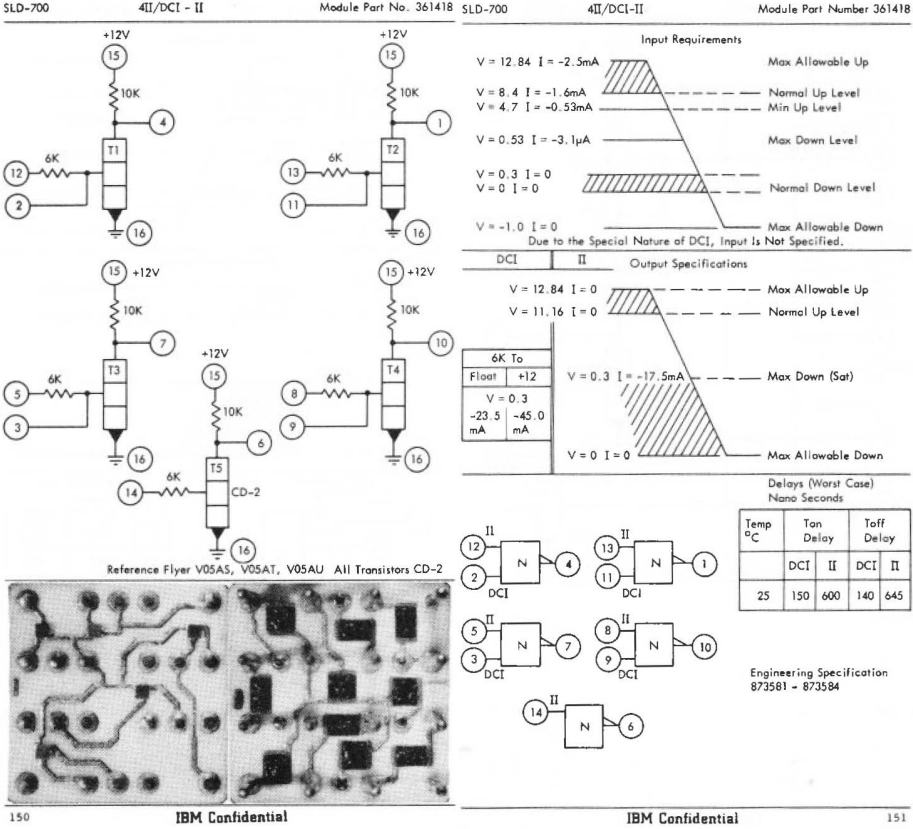 SLD-700 4II/DCI - II Module Part No. 361418
+12V
15
10K
4
T1
6K
12
2
16
+12V
15
10K
1
T2
6K
13
11
16
15 +12V
10K
7
T3
6K
5
3
16
15 +12V
10K
10
T4
6K
8
9
16
+12V
15
10K
6
T5
6K
14
CD-2
16
Reference Flyer V05AS, V05AT, V05AU All Transistors CD-2
150 IBM Confidential
SLD-700 4II/DCI-II Module Part Number 361418
Input Requirements
V = 12.84 I = -2.5mA Max Allowable Up
V = 8.4 I = -1.6mA Normal Up Level
V = 4.7 I = -0.53mA Min Up Level
V = 0.53 I = -3.1μA Max Down Level
V = 0.3 I = 0
V = 0 I = 0 Normal Down Level
V = -1.0 I = 0 Max Allowable Down
Due to the Special Nature of DCI, Input Is Not Specified.
DCI II Output Specifications
V = 12.84 I = 0 Max Allowable Up
V = 11.16 I = 0 Normal Up Level
6K To
Float +12
V = 0.3
-23.5 -45.0
mA mA
V = 0.3 I = -17.5mA Max Down (Sat)
V = 0 I = 0 Max Allowable Down
Delays (Worst Case)
Nano Seconds
Temp Ton Toff
°C Delay Delay
DCI II DCI II
25 150 600 140 645
II
12 N 4
2
DCI
II
13 N 1
11
DCI
II
5 N 7
3
DCI
II
8 N 10
9
DCI
II
14 N 6
Engineering Specification
873581 - 873584
IBM Confidential 151